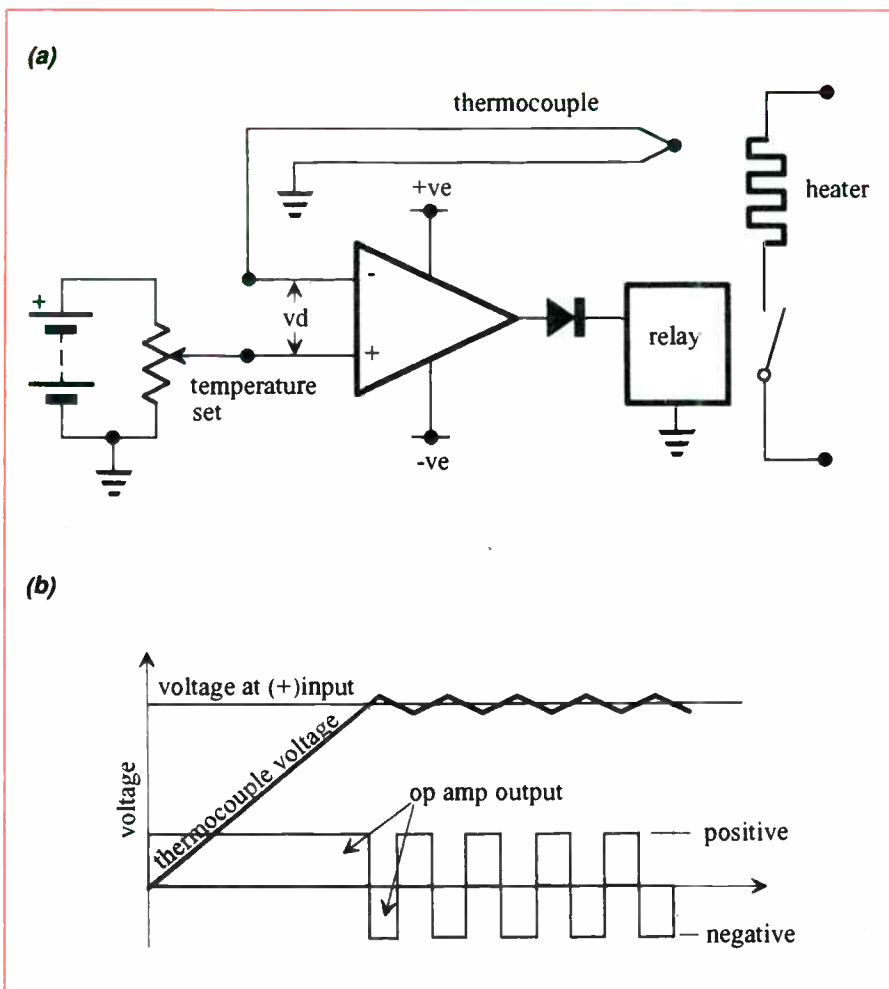 (a)
thermocouple
+ve
heater
+
-
vd
+
relay
temperature
set
-ve
(b)
voltage at (+)input
voltage
thermocouple voltage
op amp output
positive
negative